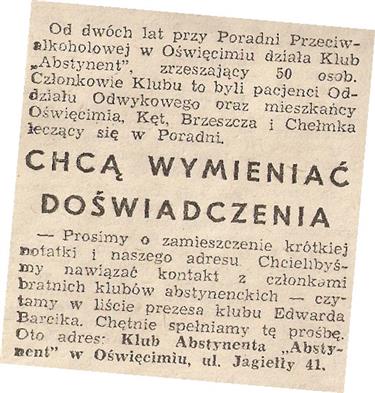 Od dwóch lat przy Poradni Przeciw-
alkoholowej w Oświęcimiu działa Klub
„Abstynent”, zrzeszający 50 osób.
Członkowie Klubu to byli pacjenci Od-
działu Odwykowego oraz mieszkańcy
Oświęcimia, Kęt, Brzeszcza i Chełmka
leczący się w Poradni.
CHCĄ WYMIENIAĆ
DOŚWIADCZENIA
— Prosimy o zamieszczenie krótkiej
notatki i naszego adresu. Chcielibyś-
my nawiązać kontakt z członkami
bratnich klubów abstynenckich — czy-
tamy w liście prezesa klubu Edwarda
Barcika. Chętnie spełniamy tę prośbę.
Oto adres: Klub Abstynenta „Absty-
nent” w Oświęcimiu, ul. Jagiełły 41.